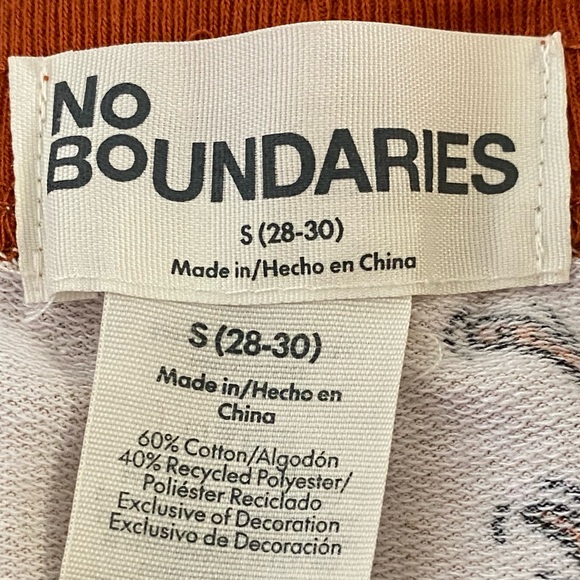 NO
BOUNDARIES
S (28-30)
Made in/Hecho en China
S (28-30)
Made in/Hecho en
China
60% Cotton/Algodón
40% Recycled Polyester/
Poliéster Reciclado
Exclusive of Decoration
Exclusivo de Decoración